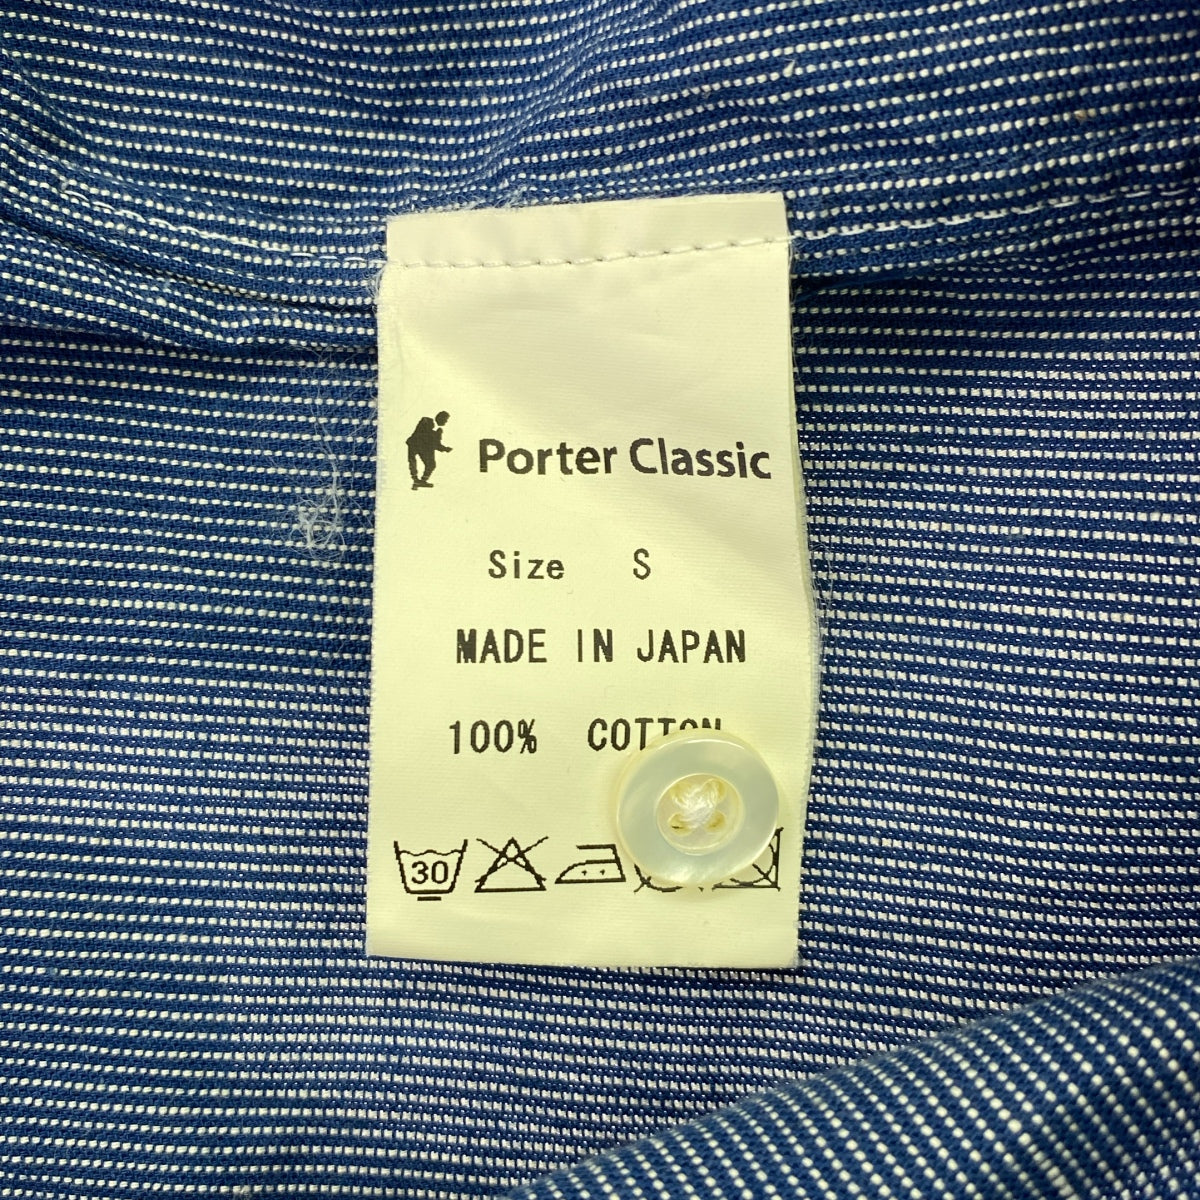 Porter Classic
Size S
MADE IN JAPAN
100% COTTON
30